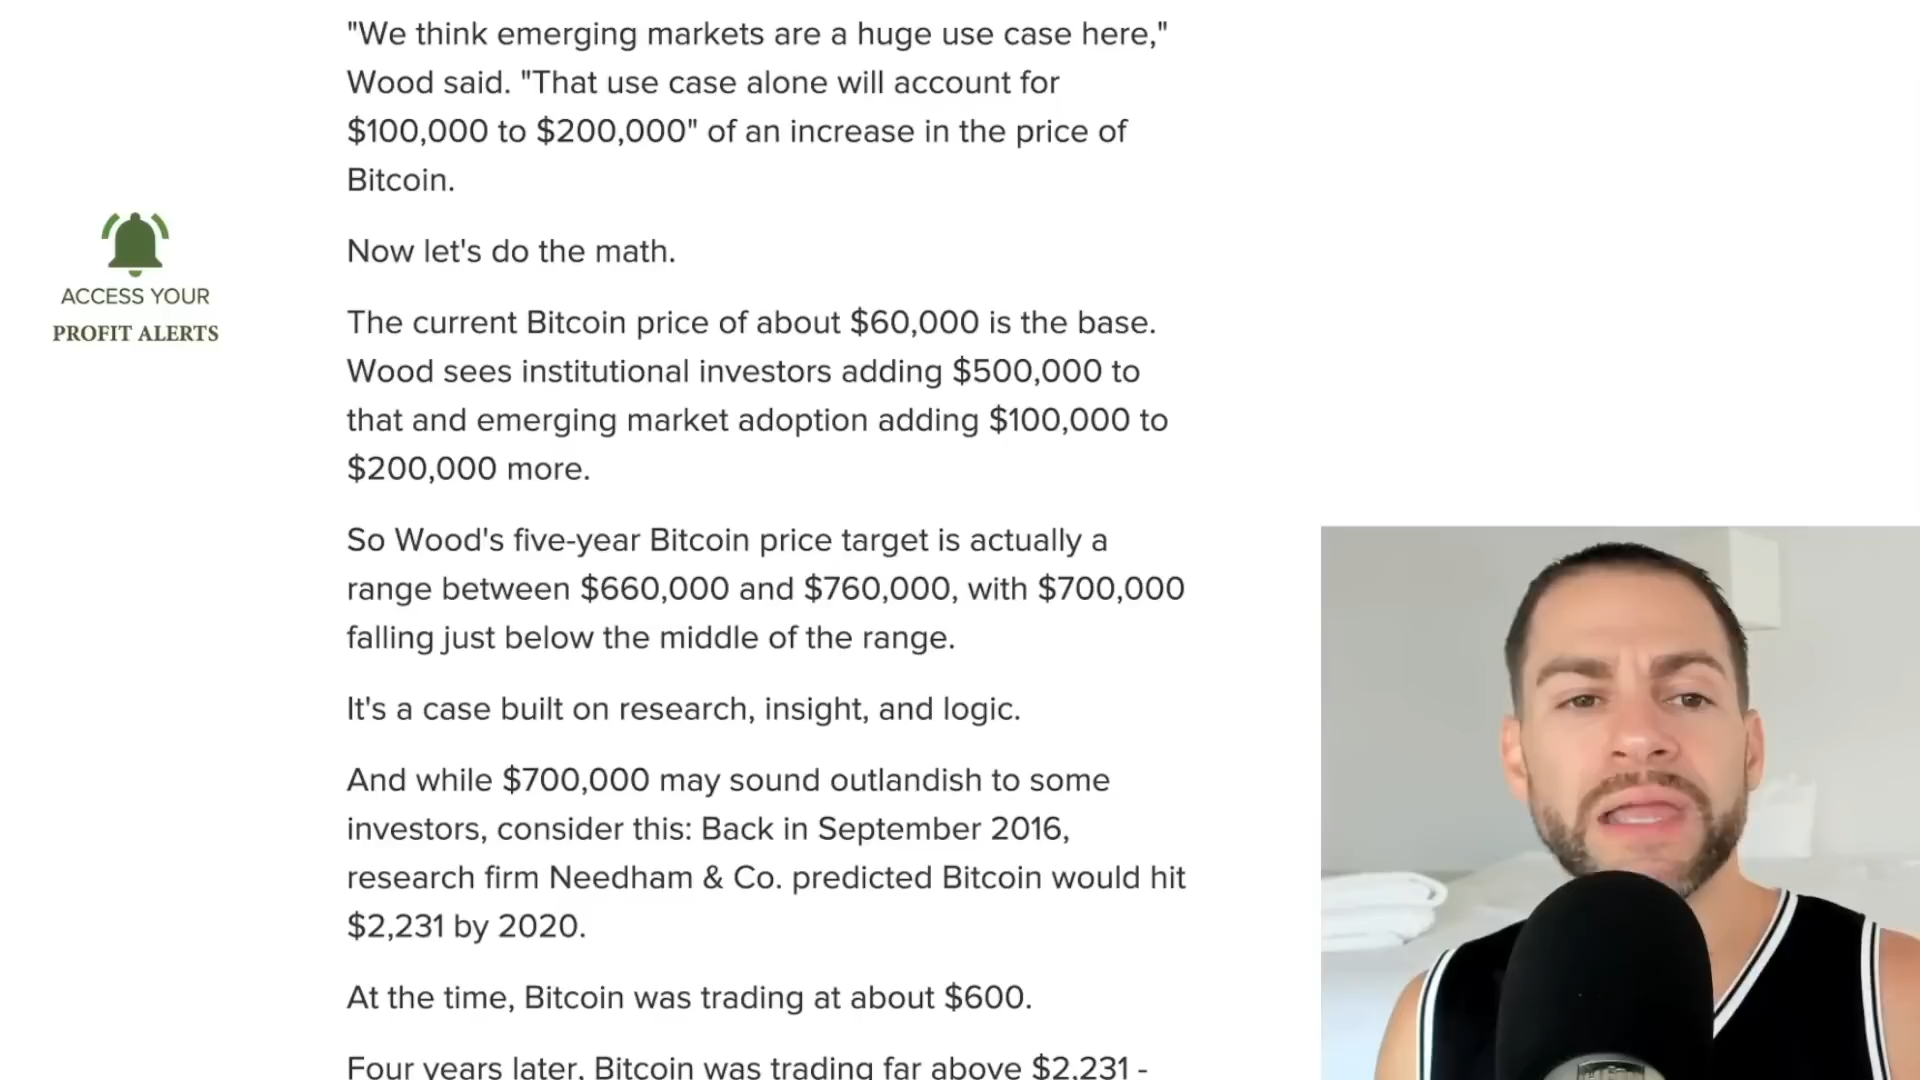 "We think emerging markets are a huge use case here,"
Wood said. "That use case alone will account for
$100,000 to $200,000" of an increase in the price of
Bitcoin.
ACCESS YOUR
PROFIT ALERTS
Now let's do the math.
The current Bitcoin price of about $60,000 is the base.
Wood sees institutional investors adding $500,000 to
that and emerging market adoption adding $100,000 to
$200,000 more.
So Wood's five-year Bitcoin price target is actually a
range between $660,000 and $760,000, with $700,000
falling just below the middle of the range.
It's a case built on research, insight, and logic.
And while $700,000 may sound outlandish to some
investors, consider this: Back in September 2016,
research firm Needham & Co. predicted Bitcoin would hit
$2,231 by 2020.
At the time, Bitcoin was trading at about $600.
Four years later, Bitcoin was trading far above $2,231 -